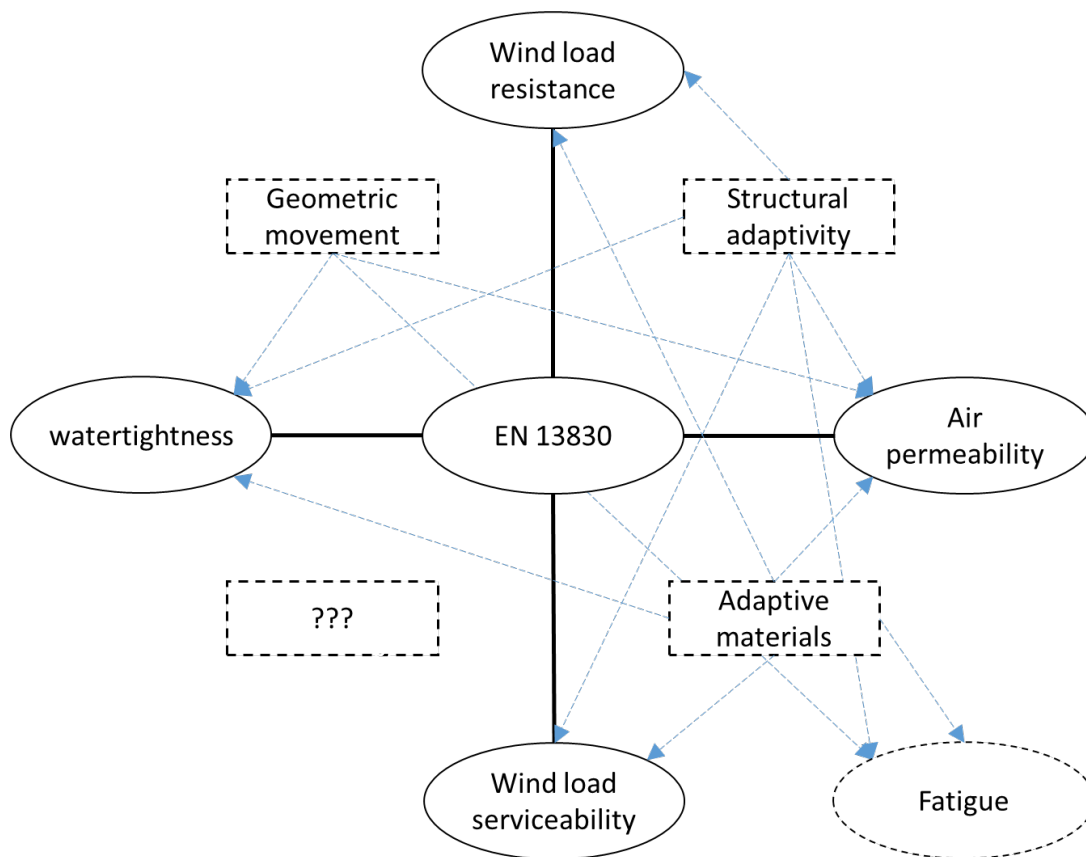 Wind load
resistance
Geometric
movement
Structural
adaptivity
watertightness
EN 13830
Air
permeability
???
Adaptive
materials
Wind load
serviceability
Fatigue